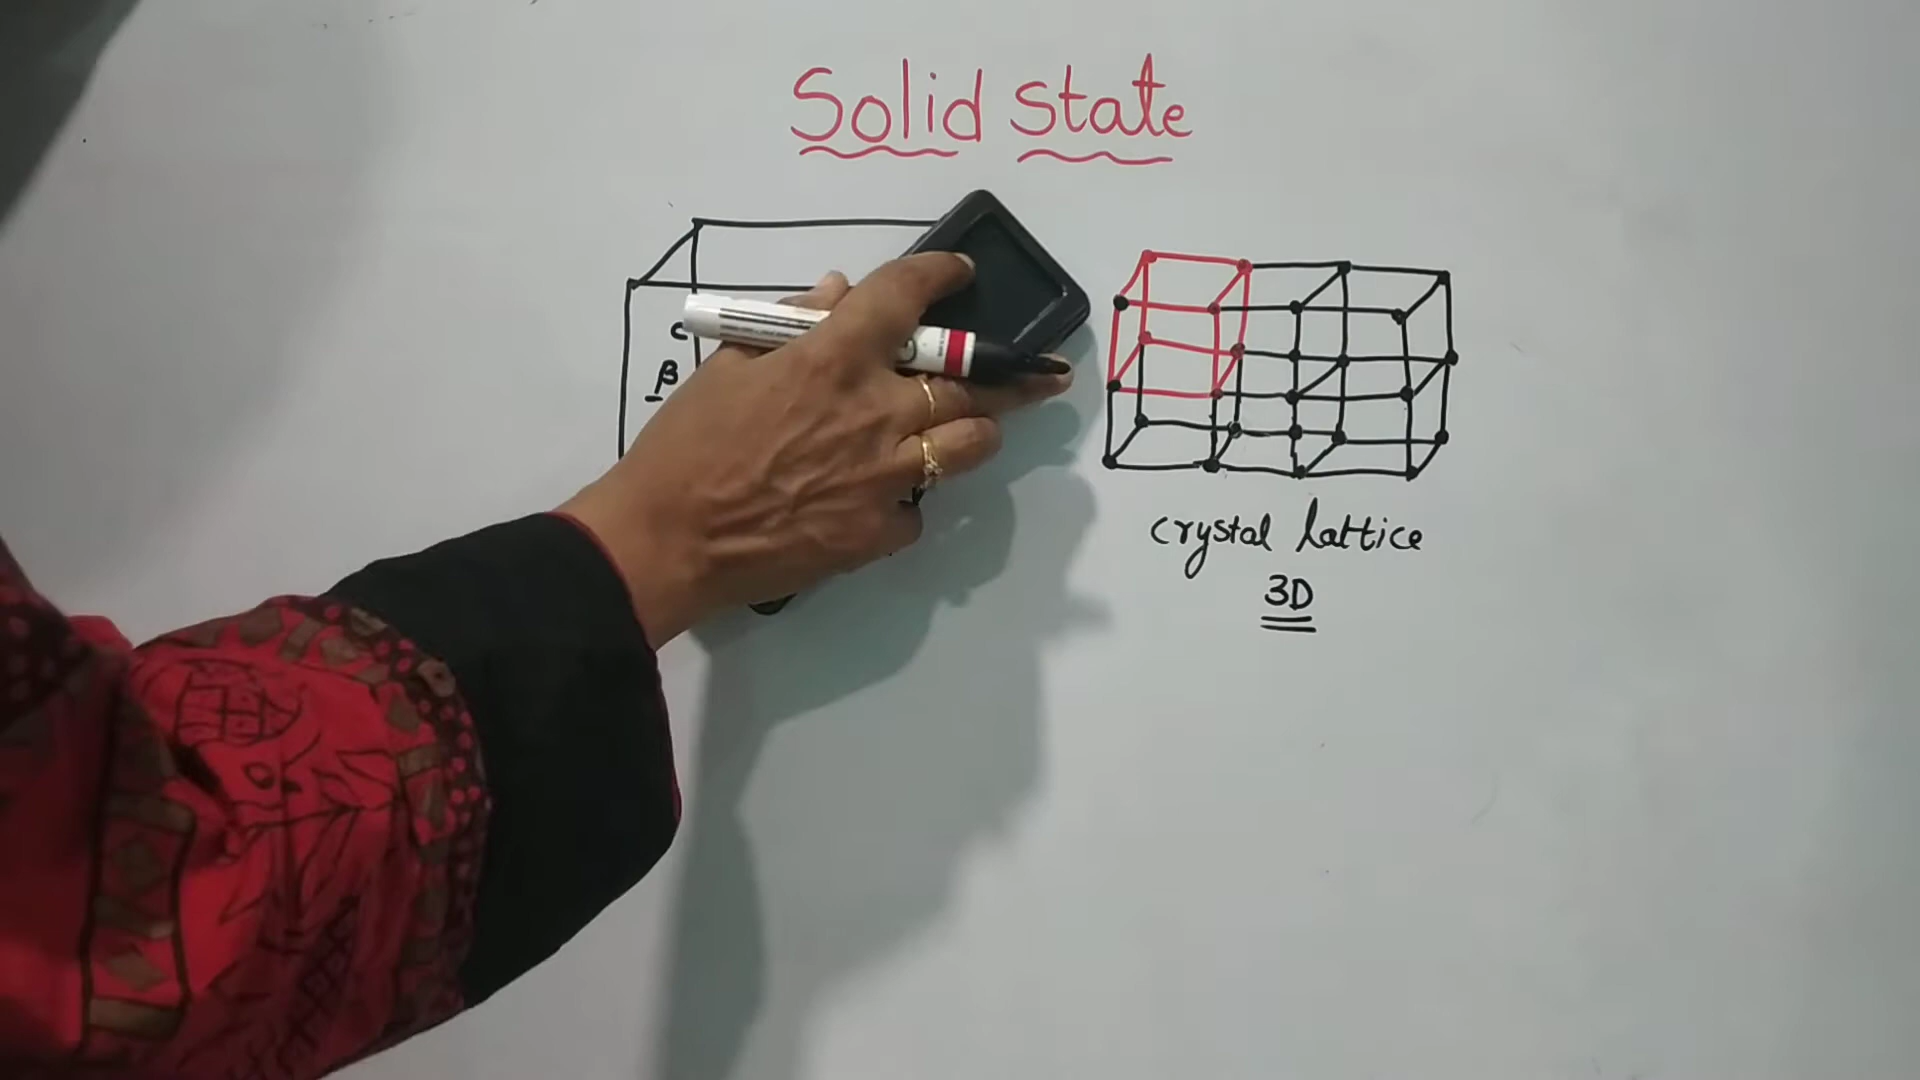 Solid State
C
β
crystal lattice
3D